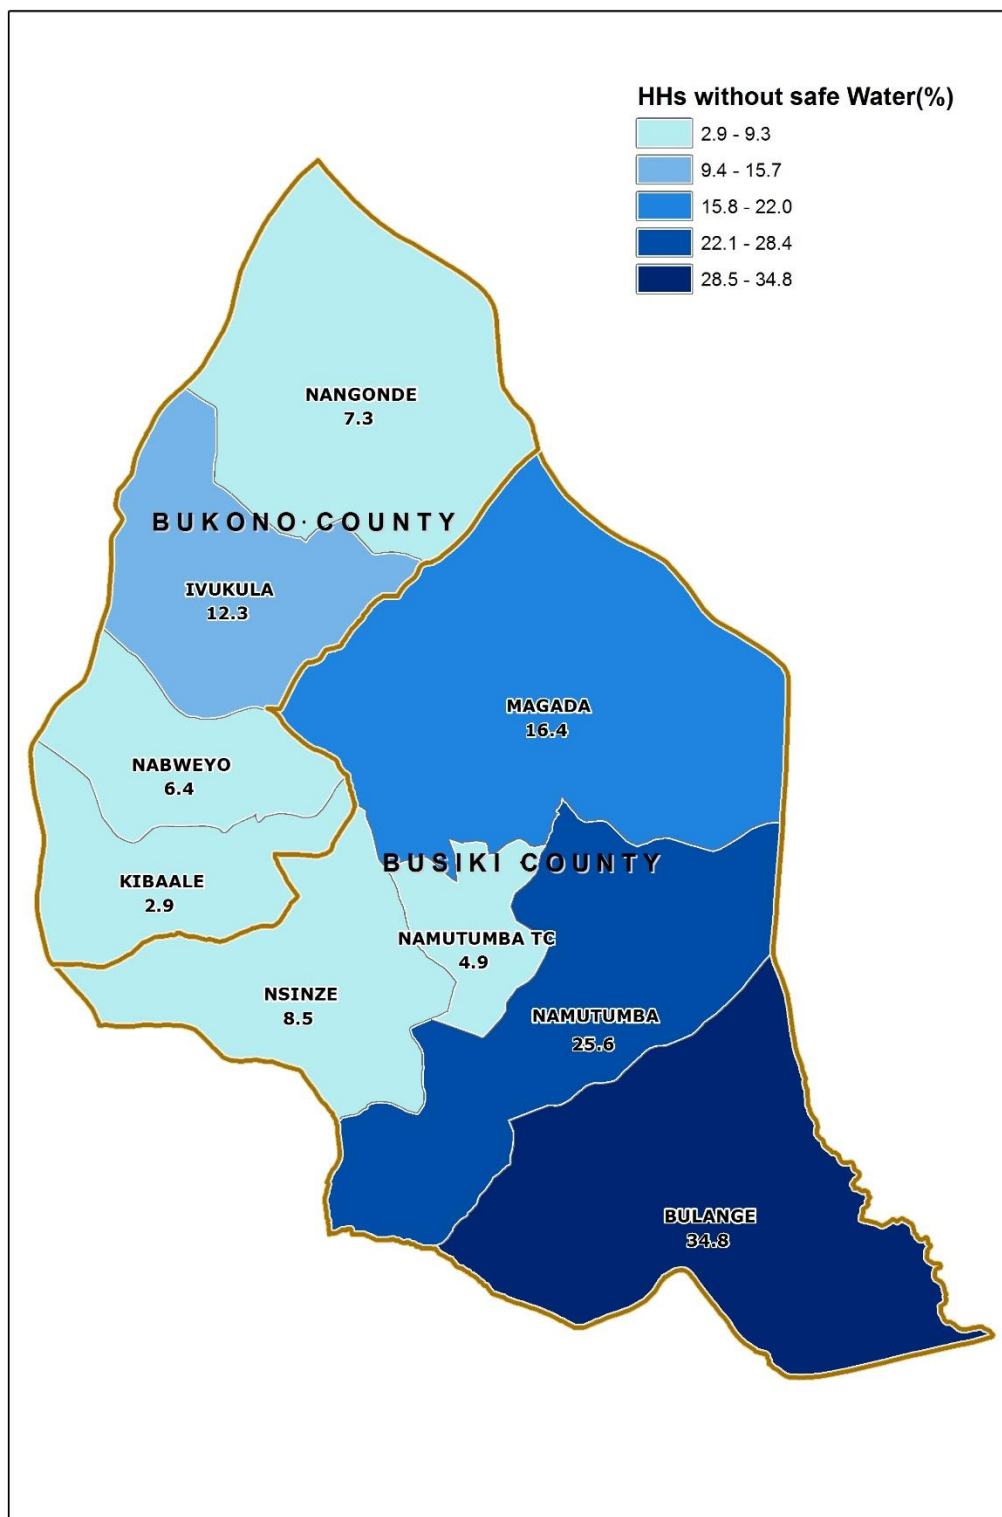 HHs without safe Water(%)
2.9 - 9.3
9.4 - 15.7
15.8 - 22.0
22.1 - 28.4
28.5 - 34.8
NANGONDE
7.3
BUKONO COUNTY
IVUKULA
12.3
MAGADA
16.4
NABWEYO
6.4
BUSIKI COUNTY
KIBAALE
2.9
NAMUTUMBA TC
4.9
NSINZE
8.5
NAMUTUMBA
25.6
BULANGE
34.8